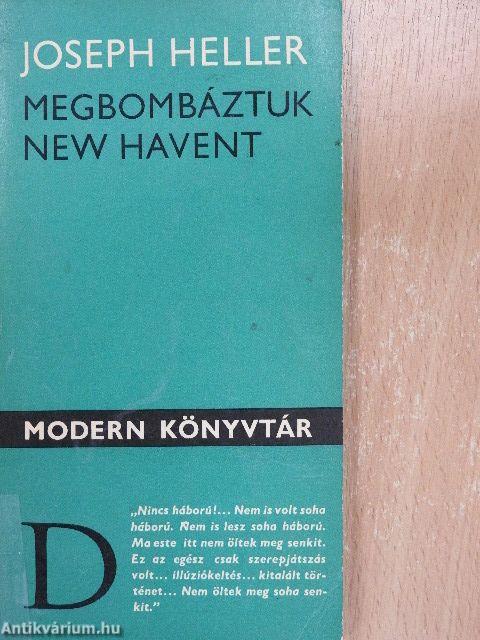 JOSEPH HELLER
MEGBOMBÁZTUK
NEW HAVENT
MODERN KÖNYVTÁR
D
„Nincs háború!... Nem is volt soha
háború. Nem is lesz soha háború.
Ma este itt nem öltek meg senkit.
Ez az egész csak szerepjátszás
volt... illúziókeltés... kitalált tör-
ténet... Nem öltek meg soha sen-
kit.”
Antikvárium.hu